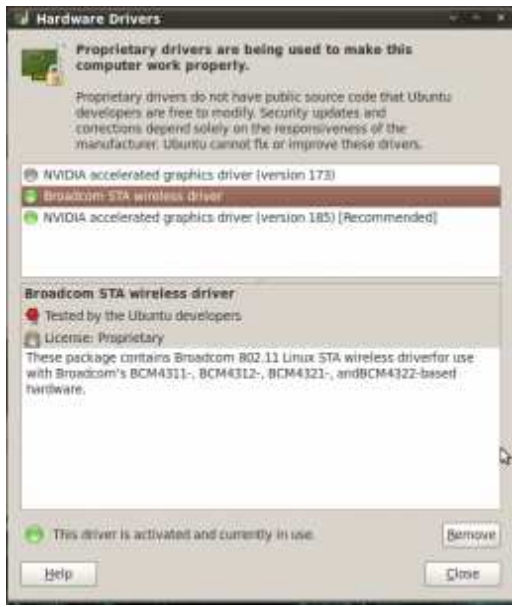 Hardware Drivers
Proprietary drivers are being used to make this
computer work properly.
Proprietary drivers do not have public source code that Ubuntu
developers are free to modify. Security updates and
corrections depend solely on the responsiveness of the
manufacturer. Ubuntu cannot fix or improve these drivers.
NVIDIA accelerated graphics driver (version 173)
Broadcom STA wireless driver
NVIDIA accelerated graphics driver (version 185) [Recommended]
Broadcom STA wireless driver
Tested by the Ubuntu developers
License: Proprietary
These package contains Broadcom 802.11 Linux STA wireless driverfor use
with Broadcom's BCM4311-, BCM4312-, BCM4321-, andBCM4322-based
hardware.
This driver is activated and currently in use.
Remove
Help
Close